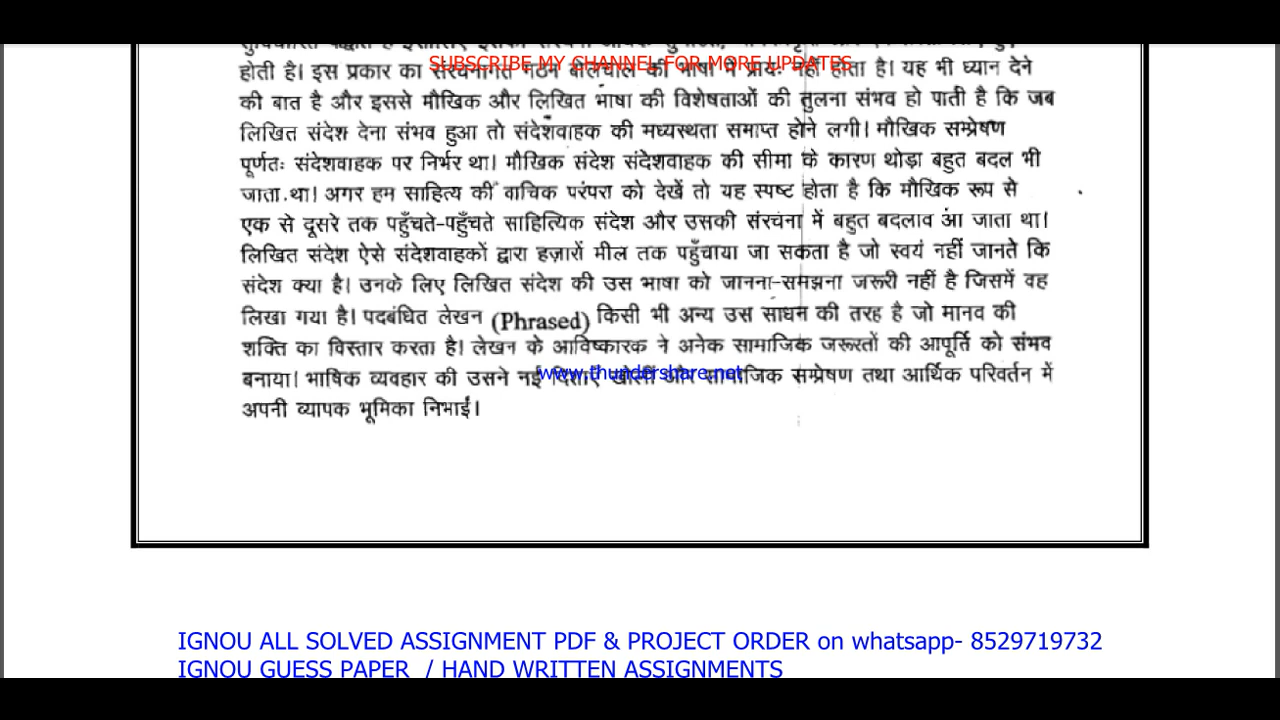 होती है। इस प्रकार का संरचनागत गठन बोलचाल की भाषा में प्रायः नहीं होता है। यह भी ध्यान देने
SUBSCRIBE MY CHANNEL FOR MORE UPDATES
की बात है और इससे मौखिक और लिखित भाषा की विशेषताओं की तुलना संभव हो पाती है कि जब
लिखित संदेश देना संभव हुआ तो संदेशवाहक की मध्यस्थता समाप्त होने लगी। मौखिक सम्प्रेषण
पूर्णतः संदेशवाहक पर निर्भर था। मौखिक संदेश संदेशवाहक की सीमा के कारण थोड़ा बहुत बदल भी
जाता था। अगर हम साहित्य की वाचिक परंपरा को देखें तो यह स्पष्ट होता है कि मौखिक रूप से
एक से दूसरे तक पहुँचते-पहुँचते साहित्यिक संदेश और उसकी संरचना में बहुत बदलाव आ जाता था।
लिखित संदेश ऐसे संदेशवाहकों द्वारा हज़ारों मील तक पहुँचाया जा सकता है जो स्वयं नहीं जानते कि
संदेश क्या है। उनके लिए लिखित संदेश की उस भाषा को जानना-समझना जरूरी नहीं है जिसमें वह
लिखा गया है। पदबंधित लेखन (Phrased) किसी भी अन्य उस साधन की तरह है जो मानव की
शक्ति का विस्तार करता है। लेखन के आविष्कारक ने अनेक सामाजिक जरूरतों की आपूर्ति को संभव
बनाया। भाषिक व्यवहार की उसने नई दिशाएँ खोलीं और सामाजिक सम्प्रेषण तथा आर्थिक परिवर्तन में
www.thundershare.net
अपनी व्यापक भूमिका निभाई।
IGNOU ALL SOLVED ASSIGNMENT PDF & PROJECT ORDER on whatsapp- 8529719732
IGNOU GUESS PAPER / HAND WRITTEN ASSIGNMENTS